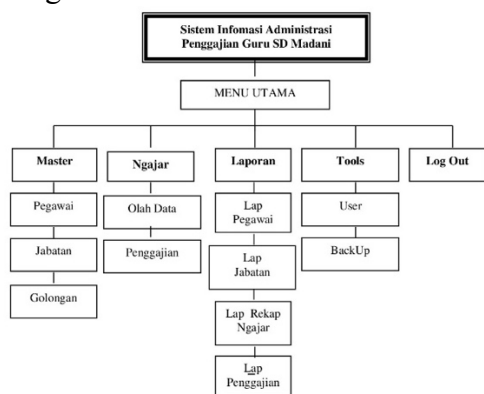 Sistem Infomasi Administrasi
Penggajian Guru SD Madani
MENU UTAMA
Master
Ngajar
Laporan
Tools
Log Out
Pegawai
Jabatan
Golongan
Olah Data
Penggajian
Lap
Pegawai
Lap
Jabatan
Lap Rekap
Ngajar
Lap
Penggajian
User
BackUp